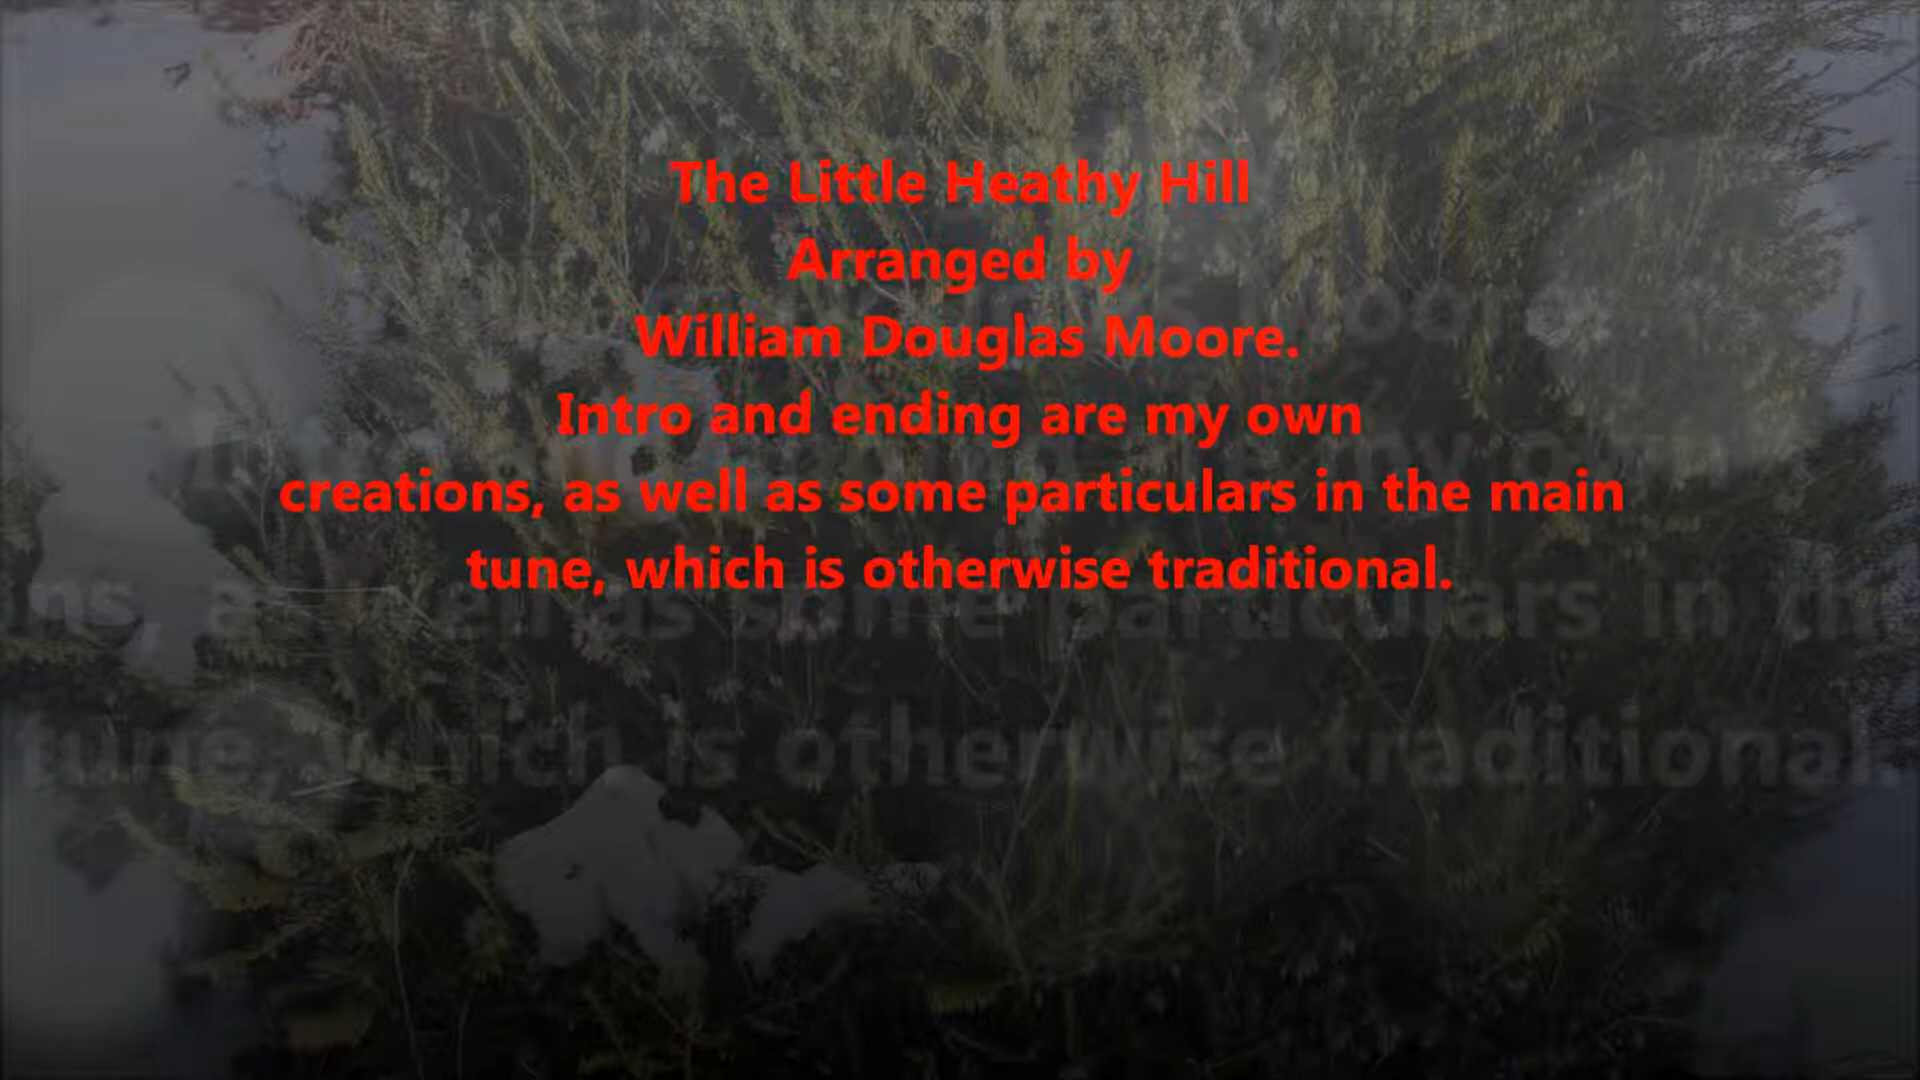 The Little Heathy Hill
Arranged by
William Douglas Moore.
Intro and ending are my own
creations, as well as some particulars in the main
tune, which is otherwise traditional.